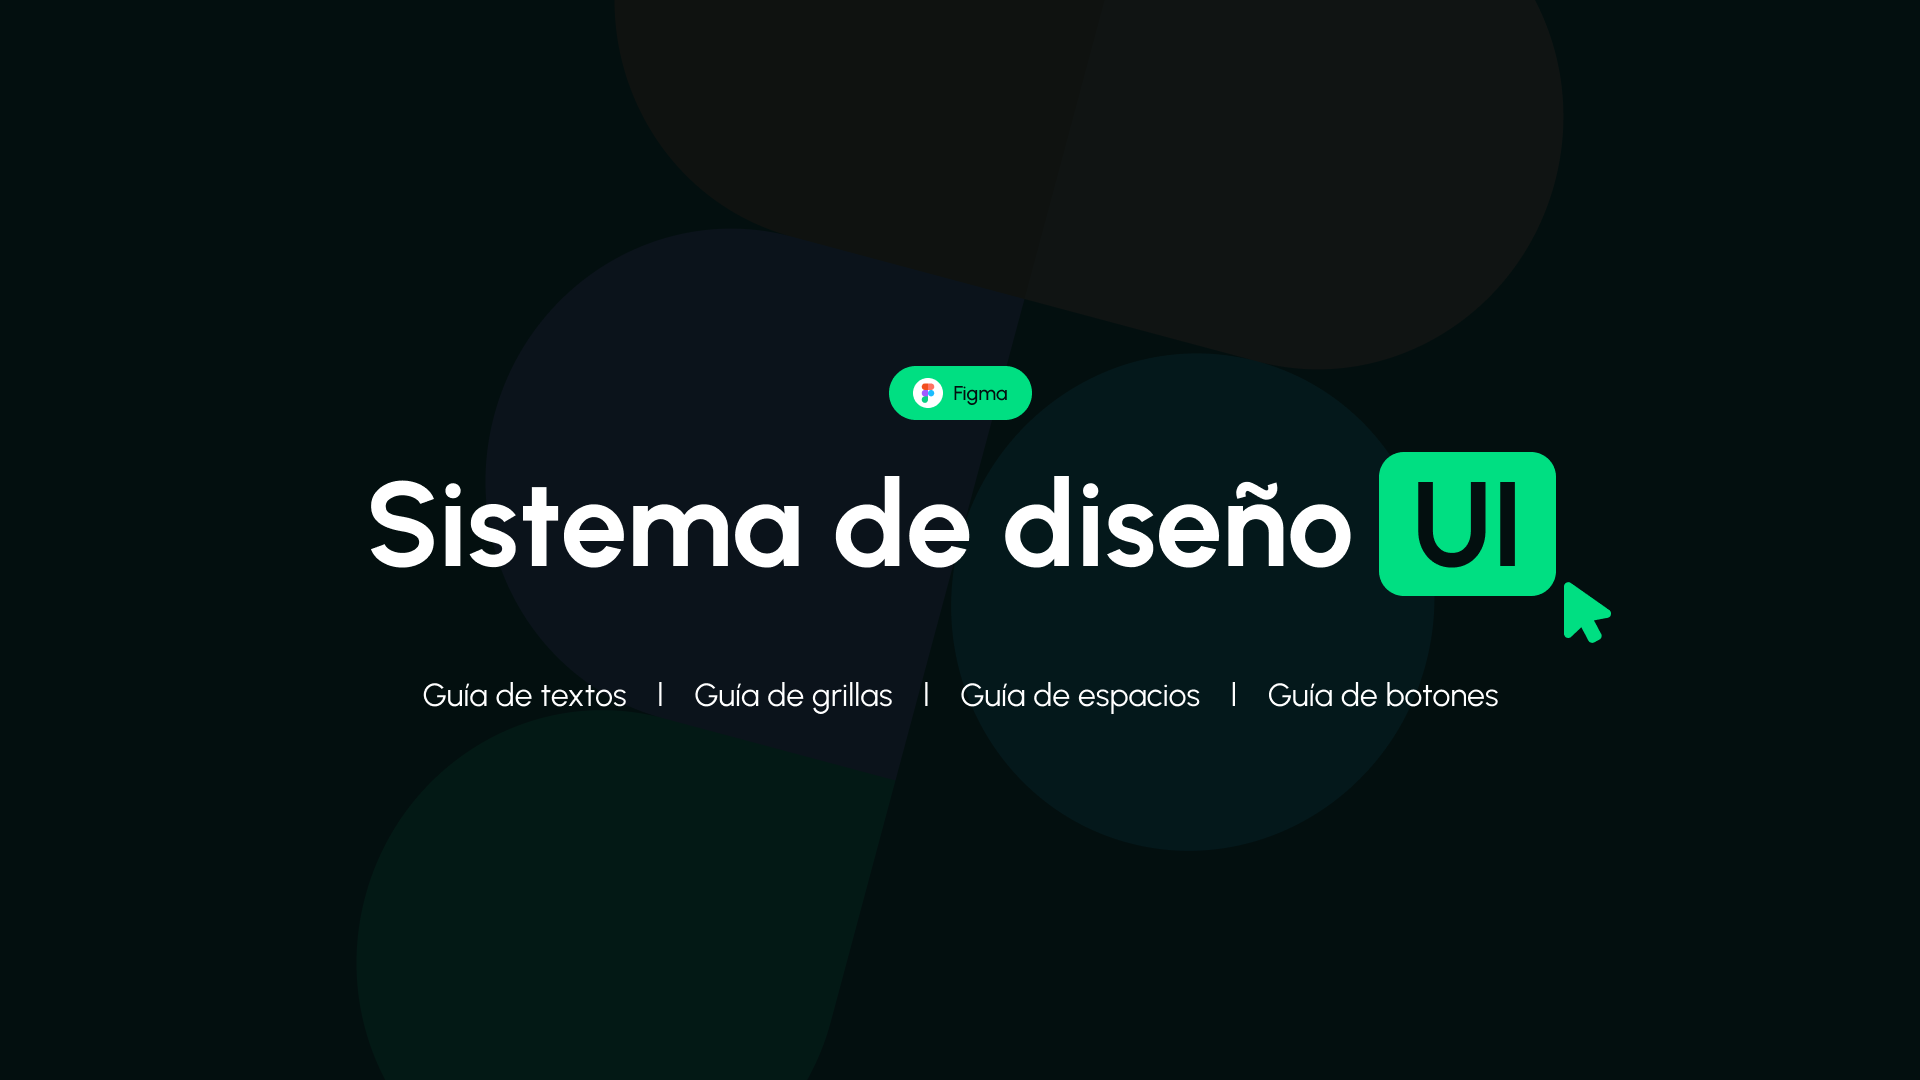 Figma
Sistema de diseño UI
Guía de textos | Guía de grillas | Guía de espacios | Guía de botones